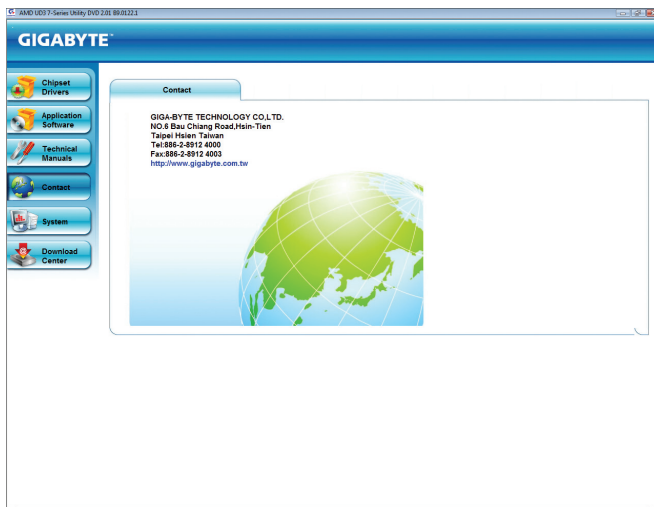 AMD UD3 7-Series Utility DVD 2.01 B9.0122.1
GIGABYTE™
Chipset
Drivers
Application
Software
Technical
Manuals
Contact
System
Download
Center
Contact
GIGA-BYTE TECHNOLOGY CO,LTD.
NO.6 Bau Chiang Road,Hsin-Tien
Taipei Hsien Taiwan
Tel:886-2-8912 4000
Fax:886-2-8912 4003
http://www.gigabyte.com.tw